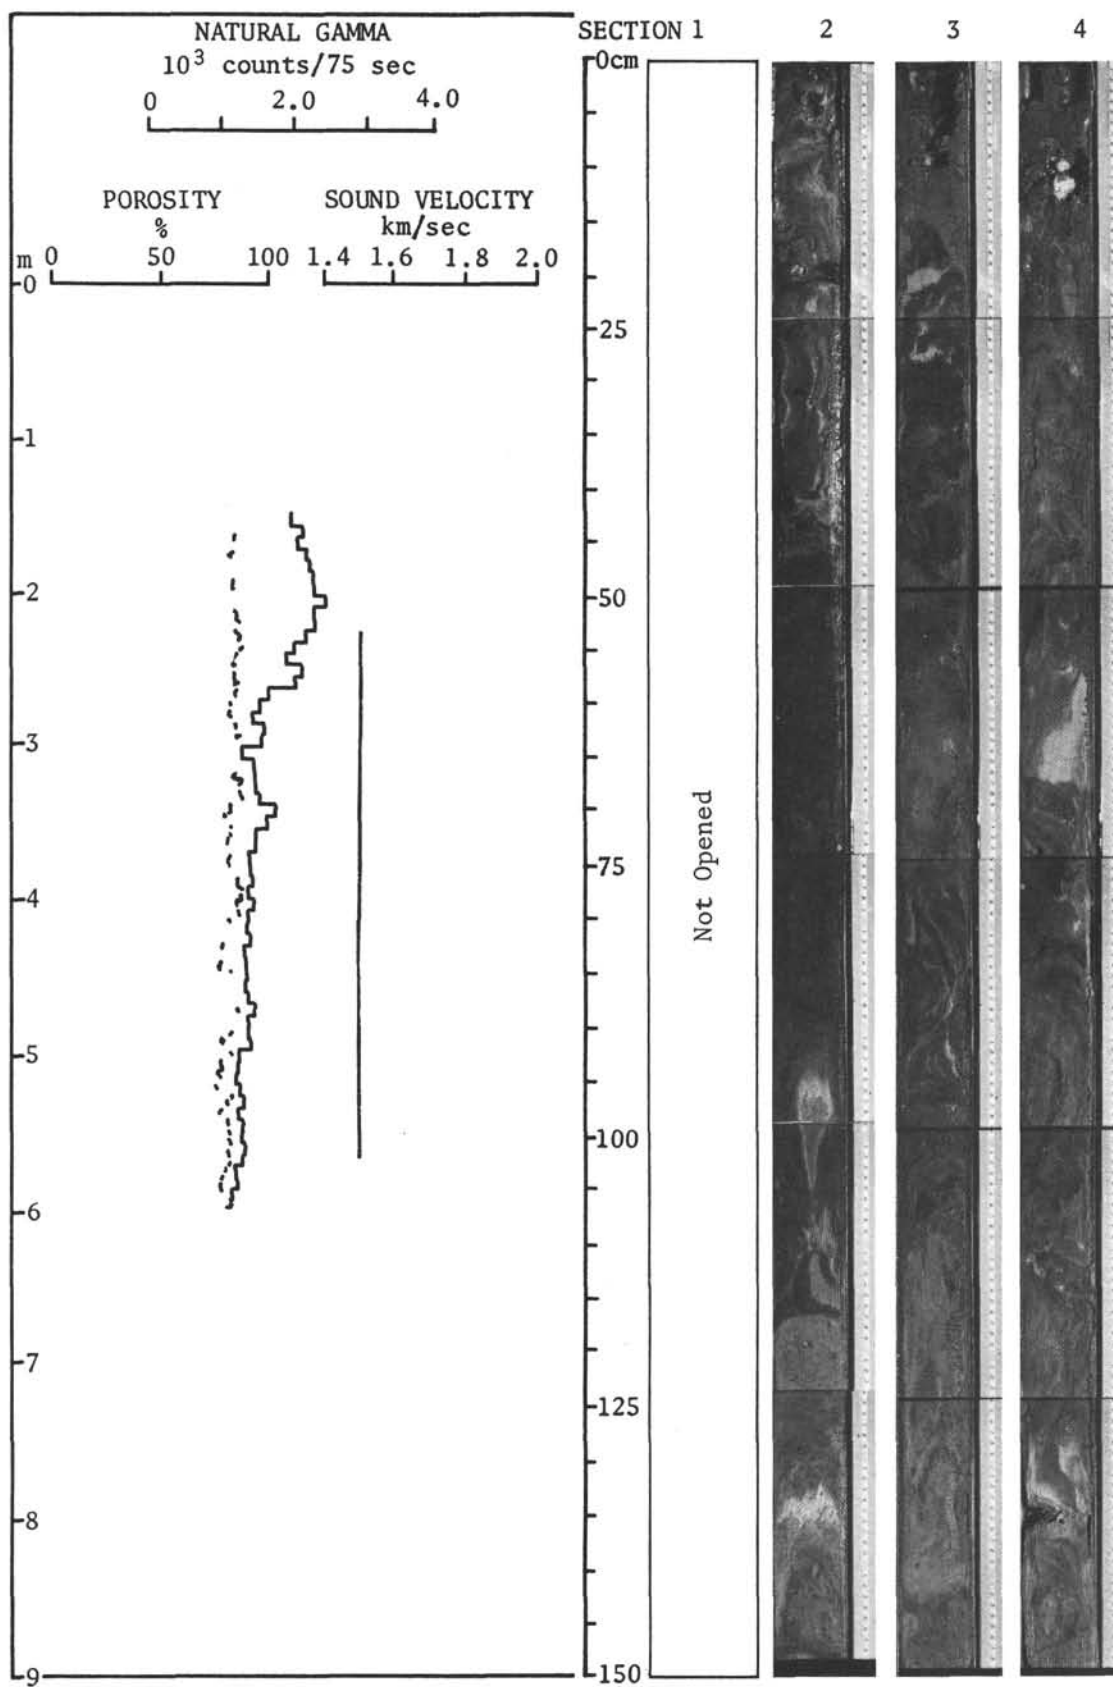 NATURAL GAMMA
10³ counts/75 sec
0 2.0 4.0
POROSITY
%
0 50 100
SOUND VELOCITY
km/sec
1.4 1.6 1.8 2.0
m
0
1
2
3
4
5
6
7
8
9
SECTION 1 2 3 4
0cm
25
50
75
100
125
150
Not Opened